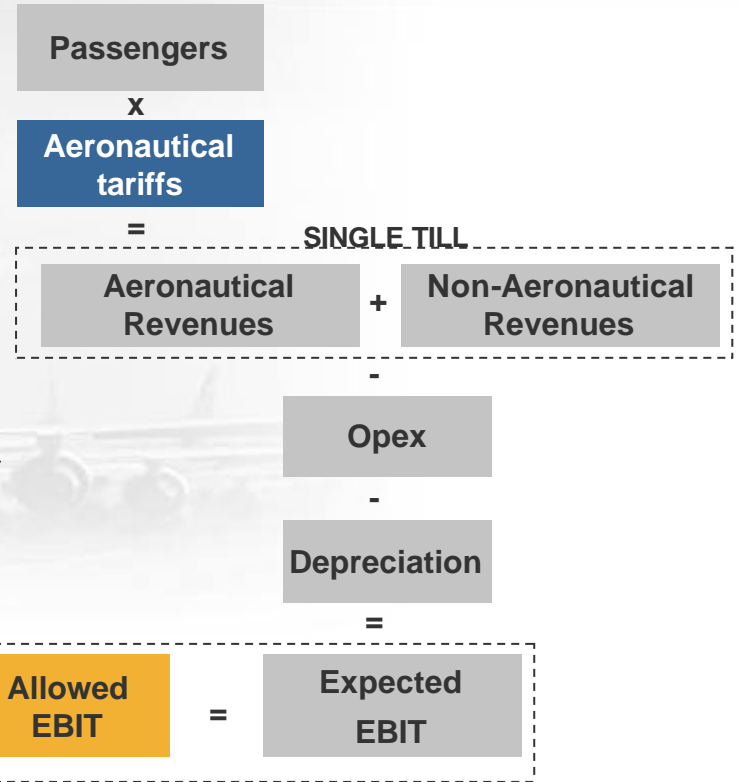 Passengers
x
Aeronautical
tariffs
=
SINGLE TILL
Aeronautical
Revenues
+
Non-Aeronautical
Revenues
-
Opex
-
Depreciation
=
Allowed
EBIT
=
Expected
EBIT